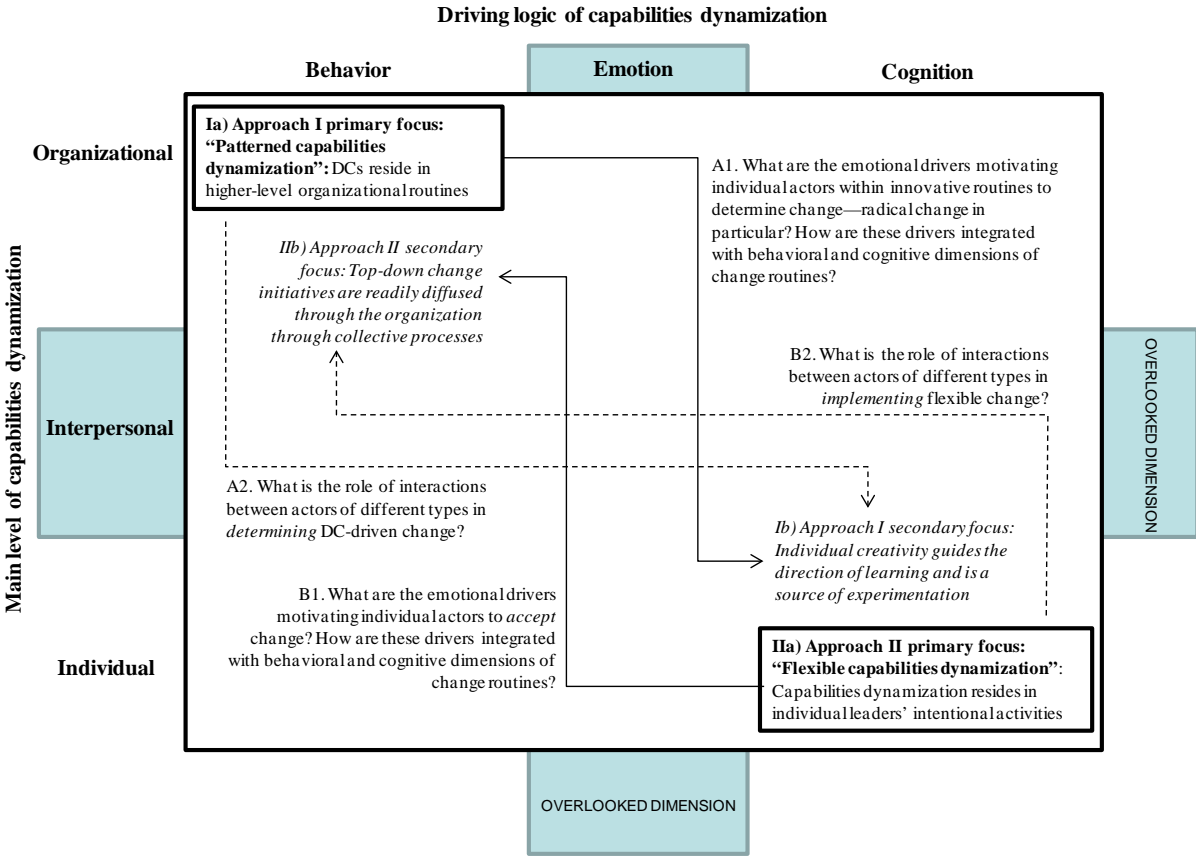 Driving logic of capabilities dynamization
Behavior
Emotion
Cognition
Main level of capabilities dynamization
Organizational
Interpersonal
Individual
Ia) Approach I primary focus:
“Patterned capabilities
dynamization”: DCs reside in
higher-level organizational routines
A1. What are the emotional drivers motivating
individual actors within innovative routines to
determine change—radical change in
particular? How are these drivers integrated
with behavioral and cognitive dimensions of
change routines?
IIb) Approach II secondary
focus: Top-down change
initiatives are readily diffused
through the organization
through collective processes
B2. What is the role of interactions
between actors of different types in
implementing flexible change?
OVERLOOKED DIMENSION
A2. What is the role of interactions
between actors of different types in
determining DC-driven change?
Ib) Approach I secondary focus:
Individual creativity guides the
direction of learning and is a
source of experimentation
B1. What are the emotional drivers
motivating individual actors to accept
change? How are these drivers integrated
with behavioral and cognitive dimensions of
change routines?
IIa) Approach II primary focus:
“Flexible capabilities dynamization”:
Capabilities dynamization resides in
individual leaders’ intentional activities
OVERLOOKED DIMENSION